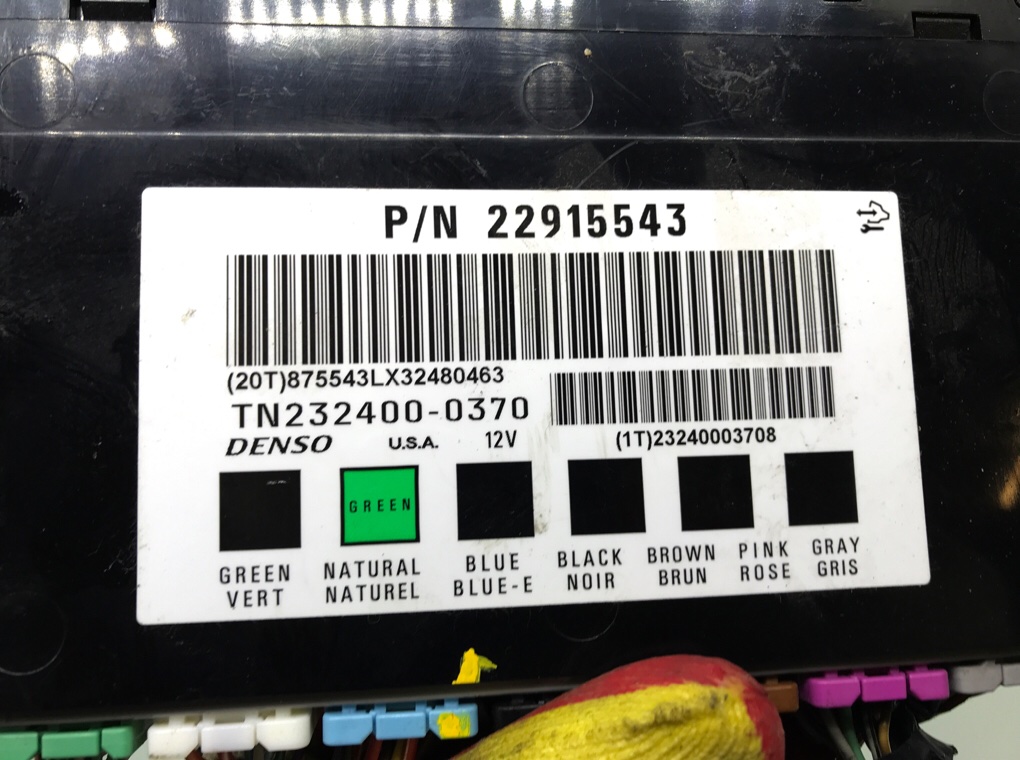 P/N 22915543
(20T)875543LX32480463
TN232400-0370
(1T)23240003708
DENSO U.S.A. 12V
GREEN
GREEN NATURAL BLUE BLACK BROWN PINK GRAY
VERT NATUREL BLUE-E NOIR BRUN ROSE GRIS